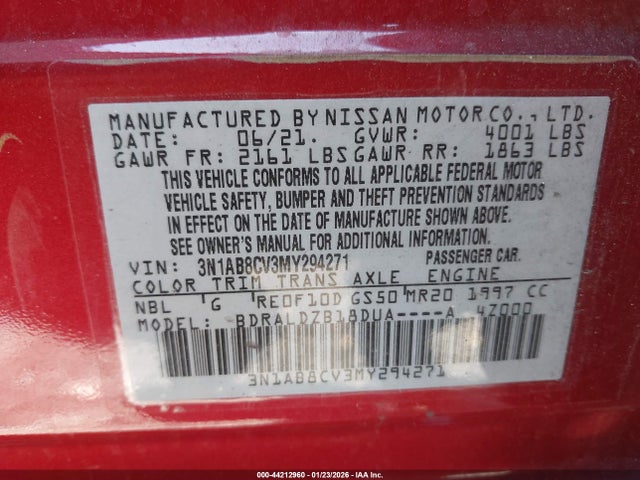 MANUFACTURED BY NISSAN MOTOR CO., LTD.
DATE: 06/21. GVWR: 4001 LBS
GAWR FR: 2161 LBS GAWR RR: 1863 LBS
THIS VEHICLE CONFORMS TO ALL APPLICABLE FEDERAL MOTOR
VEHICLE SAFETY, BUMPER AND THEFT PREVENTION STANDARDS
IN EFFECT ON THE DATE OF MANUFACTURE SHOWN ABOVE.
SEE OWNER'S MANUAL FOR ADDITIONAL INFORMATION.
VIN: 3N1AB8CV3MY294271 PASSENGER CAR.
COLOR TRIM TRANS AXLE ENGINE
NBL G RE0F10D GS50 MR20 1997 CC
MODEL: BDRALDZB18DUA----A 4Z000
3N1AB8CV3MY294271
000-44212960 - 01/23/2026 - IAA Inc.